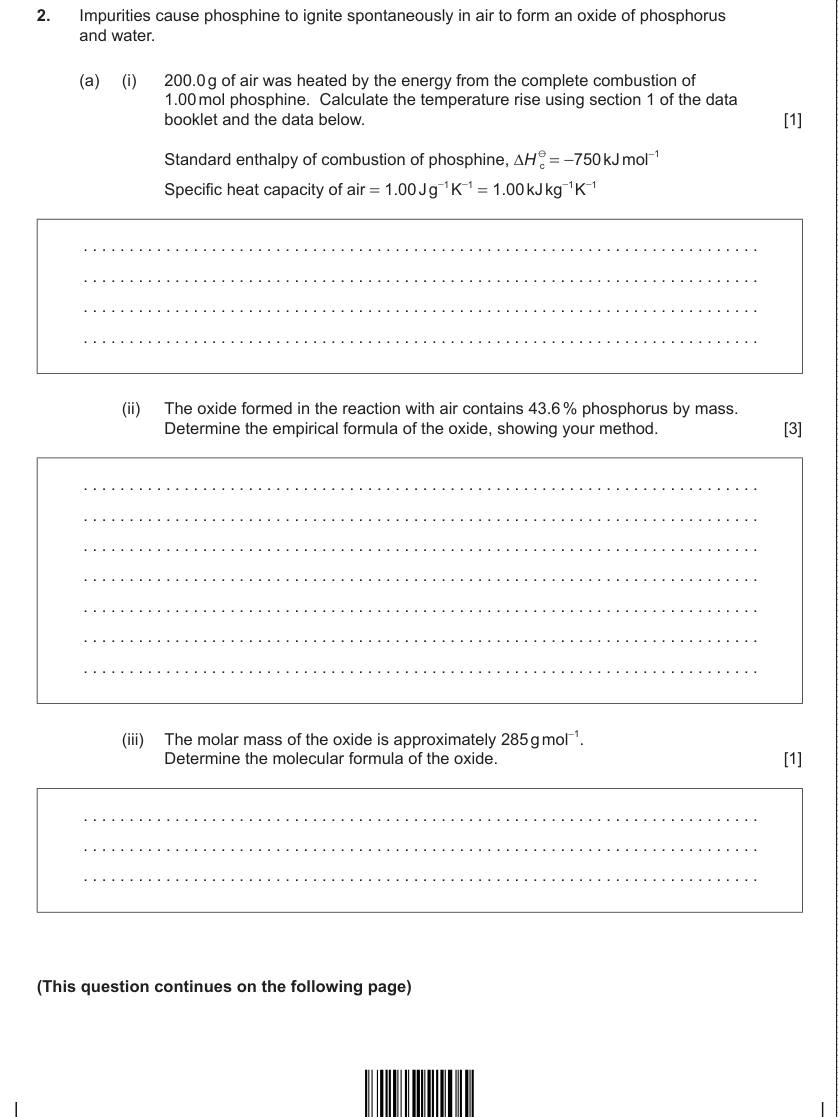 2. Impurities cause phosphine to ignite spontaneously in air to form an oxide of phosphorus
and water.
(a) (i) 200.0 g of air was heated by the energy from the complete combustion of
1.00 mol phosphine. Calculate the temperature rise using section 1 of the data
booklet and the data below. [1]
Standard enthalpy of combustion of phosphine, ΔH⦵c = −750 kJ mol⁻¹
Specific heat capacity of air = 1.00 J g⁻¹ K⁻¹ = 1.00 kJ kg⁻¹ K⁻¹
(ii) The oxide formed in the reaction with air contains 43.6 % phosphorus by mass.
Determine the empirical formula of the oxide, showing your method. [3]
(iii) The molar mass of the oxide is approximately 285 g mol⁻¹.
Determine the molecular formula of the oxide. [1]
(This question continues on the following page)